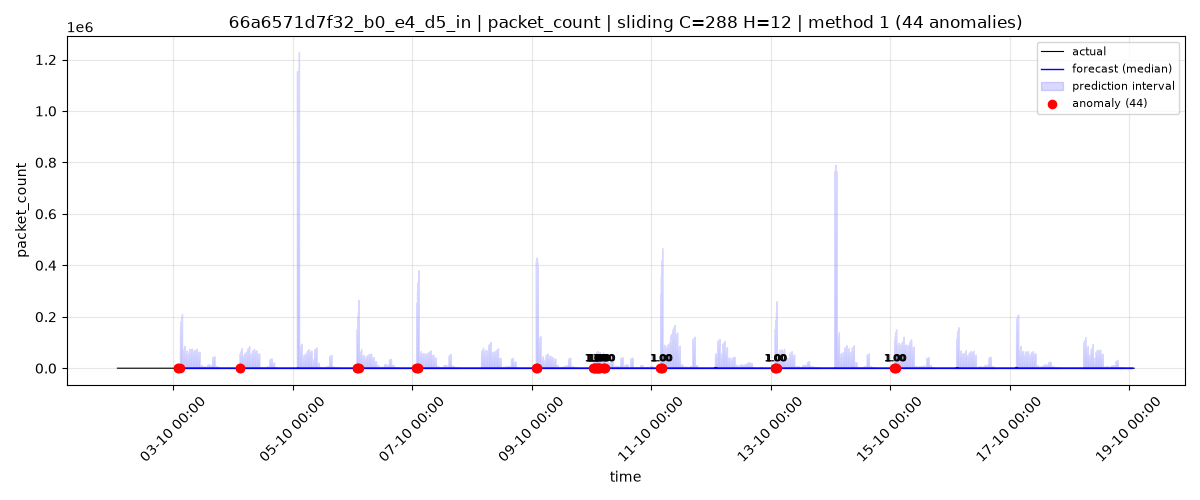 66a6571d7f32_b0_e4_d5_in | packet_count | sliding C=288 H=12 | method 1 (44 anomalies)
1e6
actual
forecast (median)
prediction interval
anomaly (44)
1.2
1.0
0.8
0.6
0.4
0.2
0.0
packet_count
1.00
1.00
1.00
03-10 00:00
05-10 00:00
07-10 00:00
09-10 00:00
11-10 00:00
13-10 00:00
15-10 00:00
17-10 00:00
19-10 00:00
time